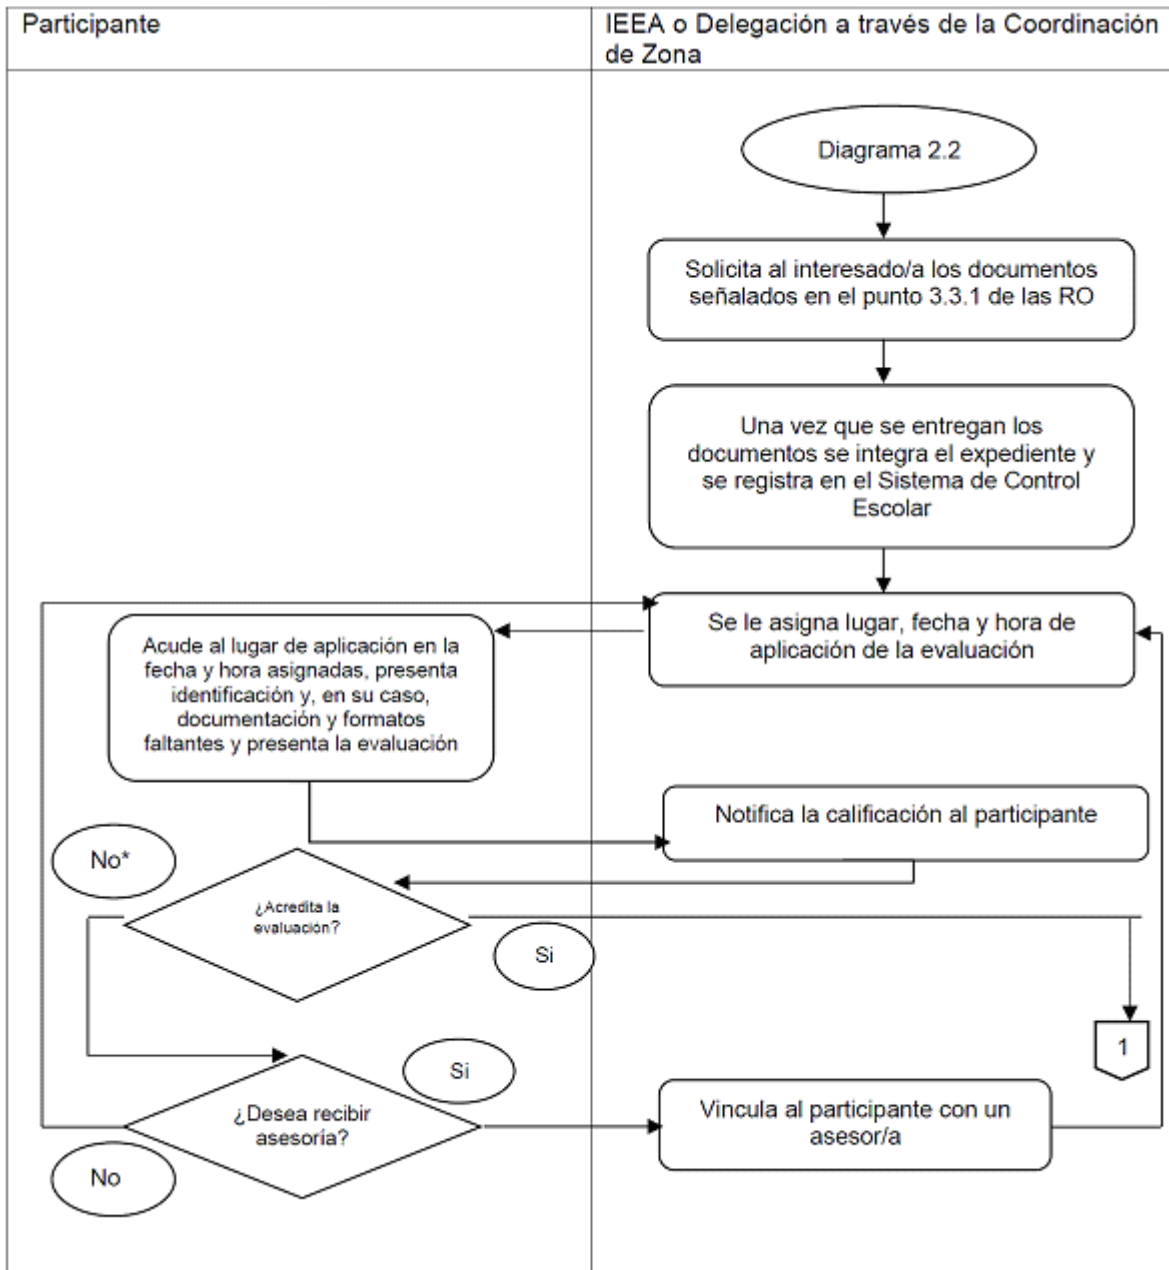 Participante
IEEA o Delegación a través de la Coordinación
de Zona
Diagrama 2.2
Solicita al interesado/a los documentos
señalados en el punto 3.3.1 de las RO
Una vez que se entregan los
documentos se integra el expediente y
se registra en el Sistema de Control
Escolar
Se le asigna lugar, fecha y hora de
aplicación de la evaluación
Acude al lugar de aplicación en la
fecha y hora asignadas, presenta
identificación y, en su caso,
documentación y formatos
faltantes y presenta la evaluación
Notifica la calificación al participante
No*
¿Acredita la
evaluación?
Si
1
Si
¿Desea recibir
asesoría?
Vincula al participante con un
asesor/a
No